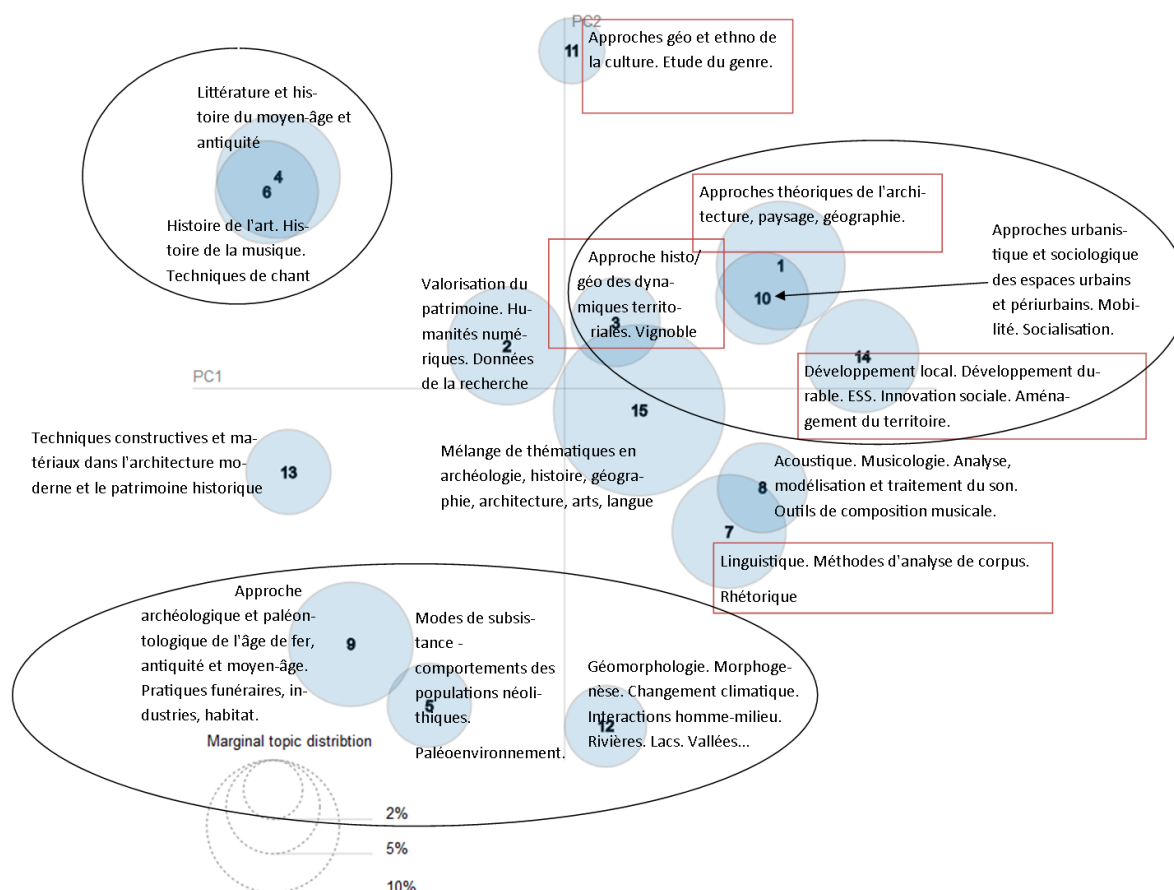 PC2
11
Approches géo et ethno de
la culture. Etude du genre.
Littérature et his-
toire du moyen-âge et
antiquité
4
6
Histoire de l'art. His-
toire de la musique.
Techniques de chant
Approches théoriques de l'archi-
tecture, paysage, géographie.
1
10
Approches urbanis-
tique et sociologique
des espaces urbains
et périurbains. Mobi-
lité. Socialisation.
Approche histo/
géo des dyna-
miques territo-
riales. Vignoble
3
Valorisation du
patrimoine. Hu-
manités numé-
riques. Données
de la recherche
2
14
Développement local. Développement du-
rable. ESS. Innovation sociale. Aména-
gement du territoire.
PC1
15
Mélange de thématiques en
archéologie, histoire, géogra-
phie, architecture, arts, langue
Techniques constructives et ma-
tériaux dans l'architecture mo-
derne et le patrimoine historique
13
Acoustique. Musicologie. Analyse,
modélisation et traitement du son.
Outils de composition musicale.
8
7
Linguistique. Méthodes d'analyse de corpus.
Rhétorique
Approche
archéologique et paléon-
tologique de l'âge de fer,
antiquité et moyen-âge.
Pratiques funéraires, in-
dustries, habitat.
9
Modes de subsis-
tance -
comportements des
populations néoli-
thiques.
Paléoenvironnement.
5
Géomorphologie. Morphoge-
nèse. Changement climatique.
Interactions homme-milieu.
Rivières. Lacs. Vallées...
12
Marginal topic distribtion
2%
5%
10%